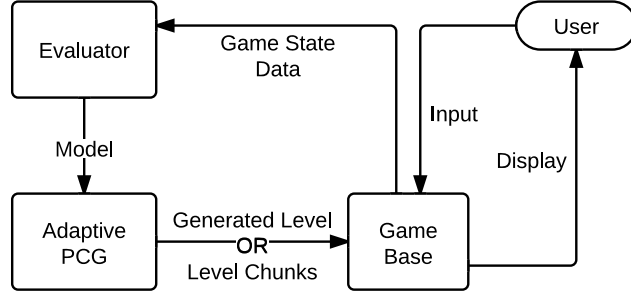 Evaluator
Game State
Data
User
Input
Display
Model
Adaptive
PCG
Generated Level
OR
Level Chunks
Game
Base